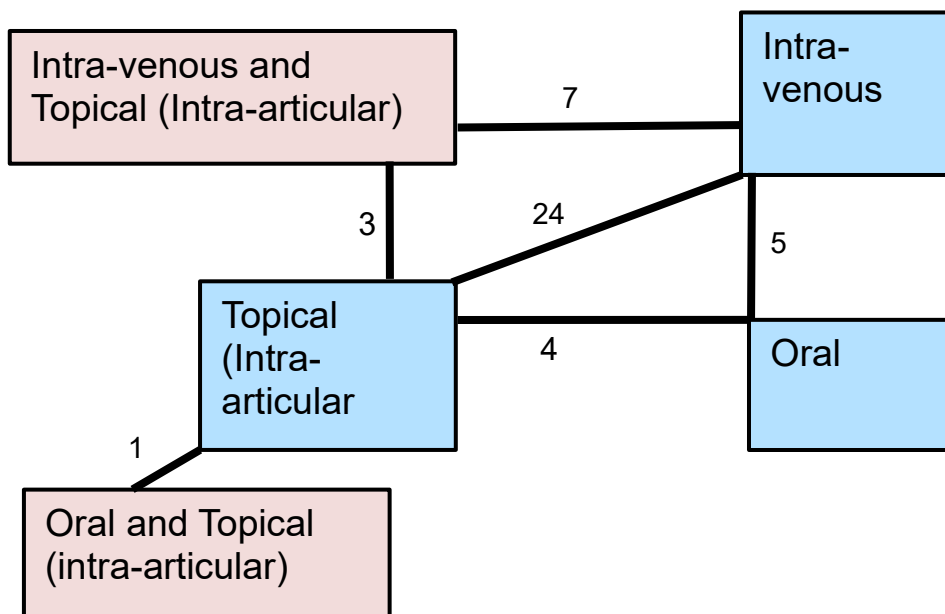 Intra-venous and
Topical (Intra-articular)
7
Intra-
venous
3
24
5
Topical
(Intra-
articular
4
Oral
1
Oral and Topical
(intra-articular)